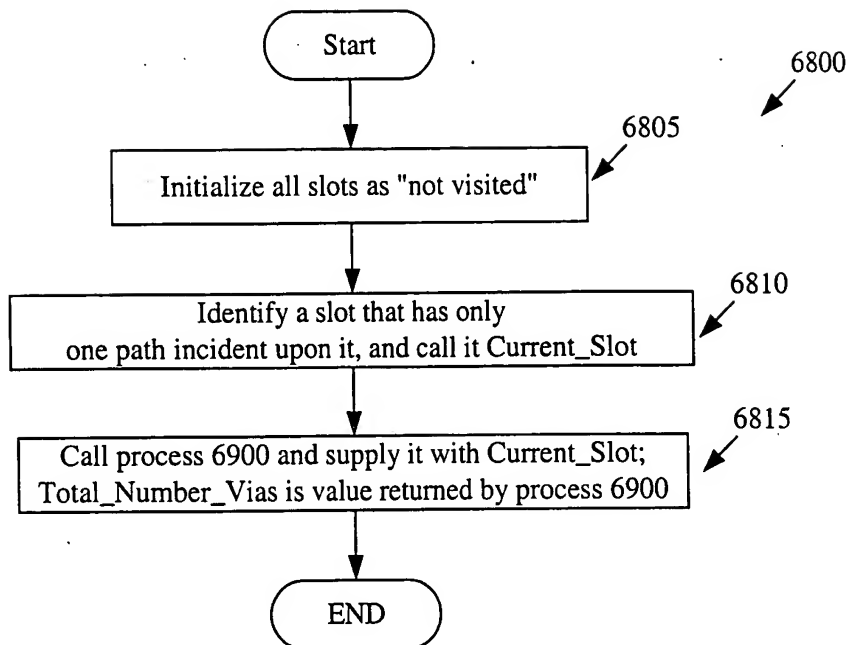 Start
6800
6805
Initialize all slots as "not visited"
6810
Identify a slot that has only
one path incident upon it, and call it Current_Slot
6815
Call process 6900 and supply it with Current_Slot;
Total_Number_Vias is value returned by process 6900
END